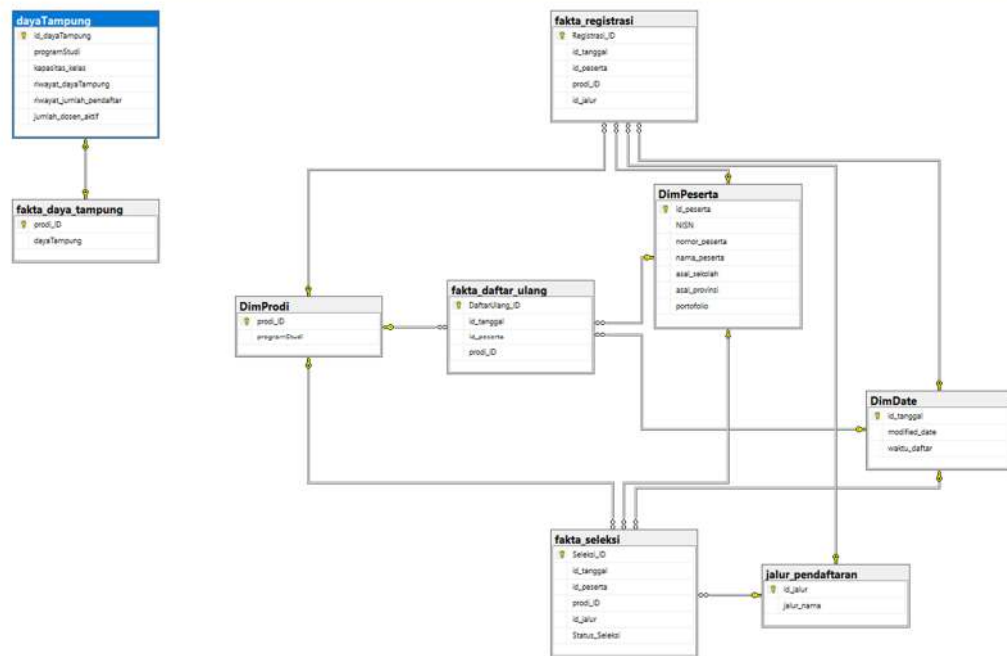 dayaTampung
id_dayaTampung
programStudi
kapasitas_kelas
riwayat_dayaTampung
riwayat_jumlah_pendaftar
jumlah_dosen_aktif
fakta_daya_tampung
prodi_ID
dayaTampung
fakta_registrasi
Registrasi_ID
id_tanggal
id_peserta
prodi_ID
id_jalur
DimPeserta
id_peserta
NISN
nomor_peserta
nama_peserta
asal_sekolah
asal_provinsi
portofolio
fakta_daftar_ulang
DaftarUlang_ID
id_tanggal
id_peserta
prodi_ID
DimProdi
prodi_ID
programStudi
DimDate
id_tanggal
modified_date
waktu_daftar
fakta_seleksi
Seleksi_ID
id_tanggal
id_peserta
prodi_ID
id_jalur
Status_Seleksi
jalur_pendaftaran
id_jalur
jalur_nama